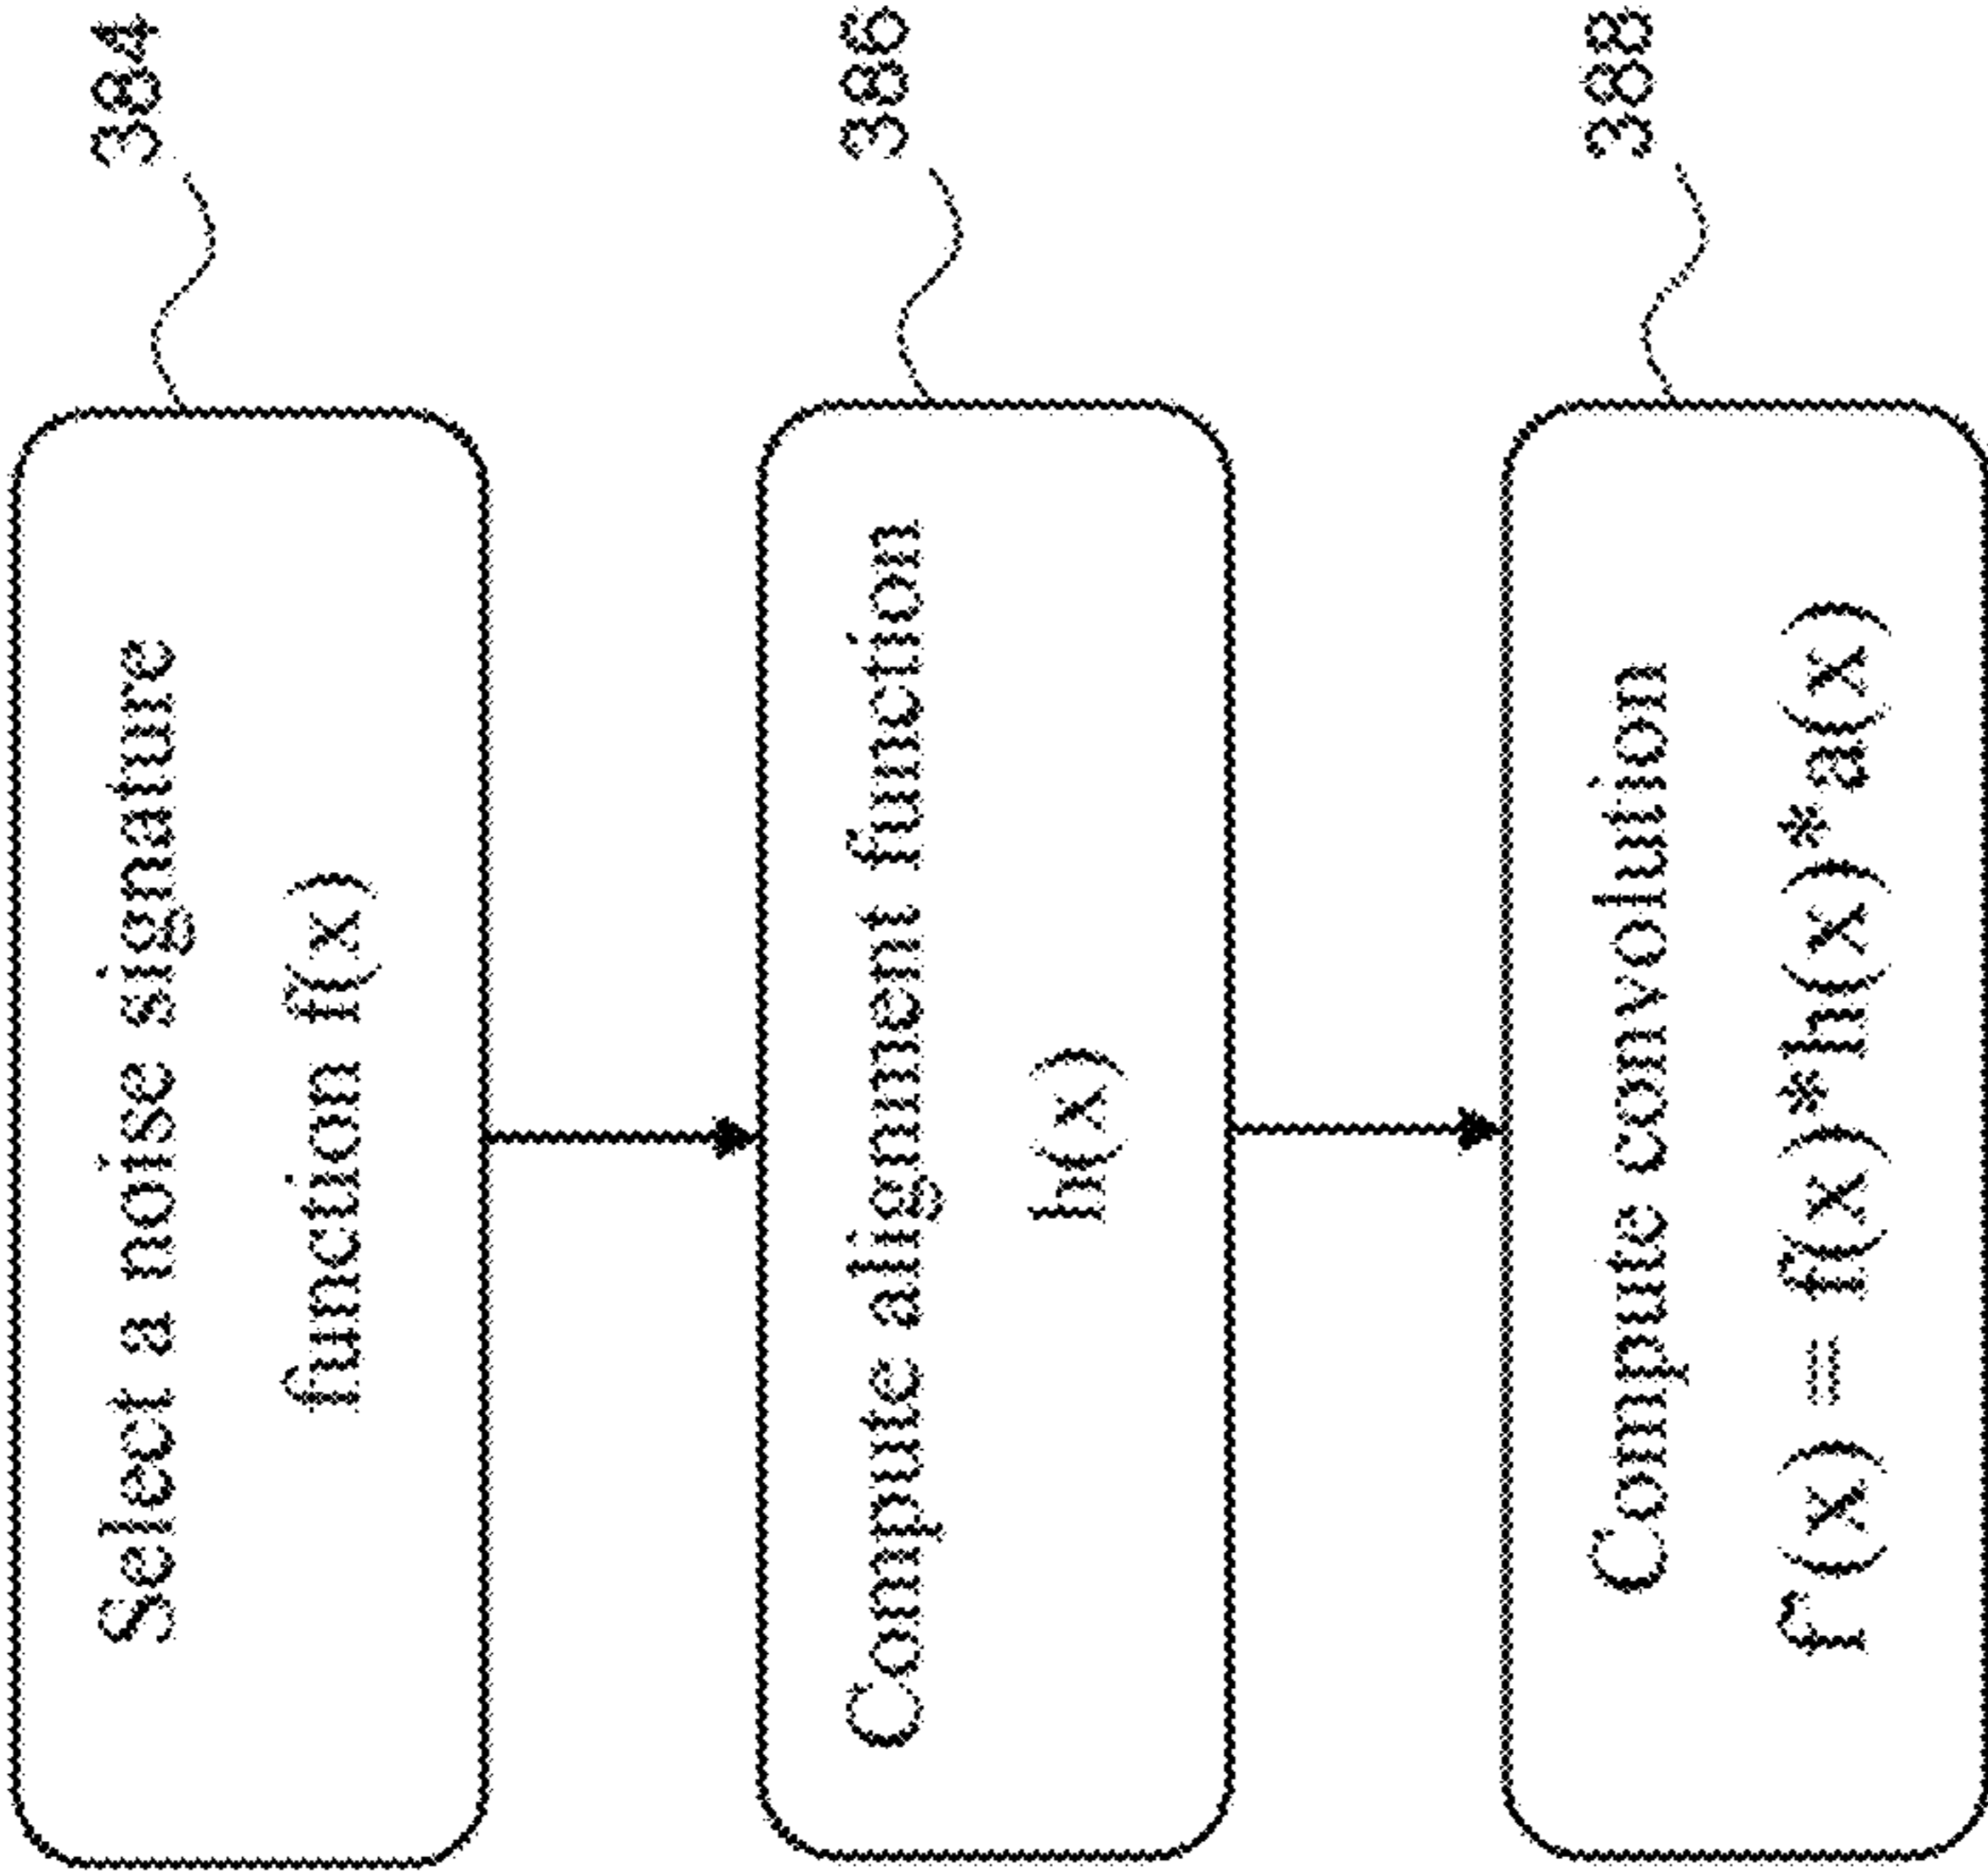 384
Select a noise signature
function f(x)
386
Compute alignment function
h(x)
388
Compute convolution
f'(x) = f(x)*h(x)*a(x)